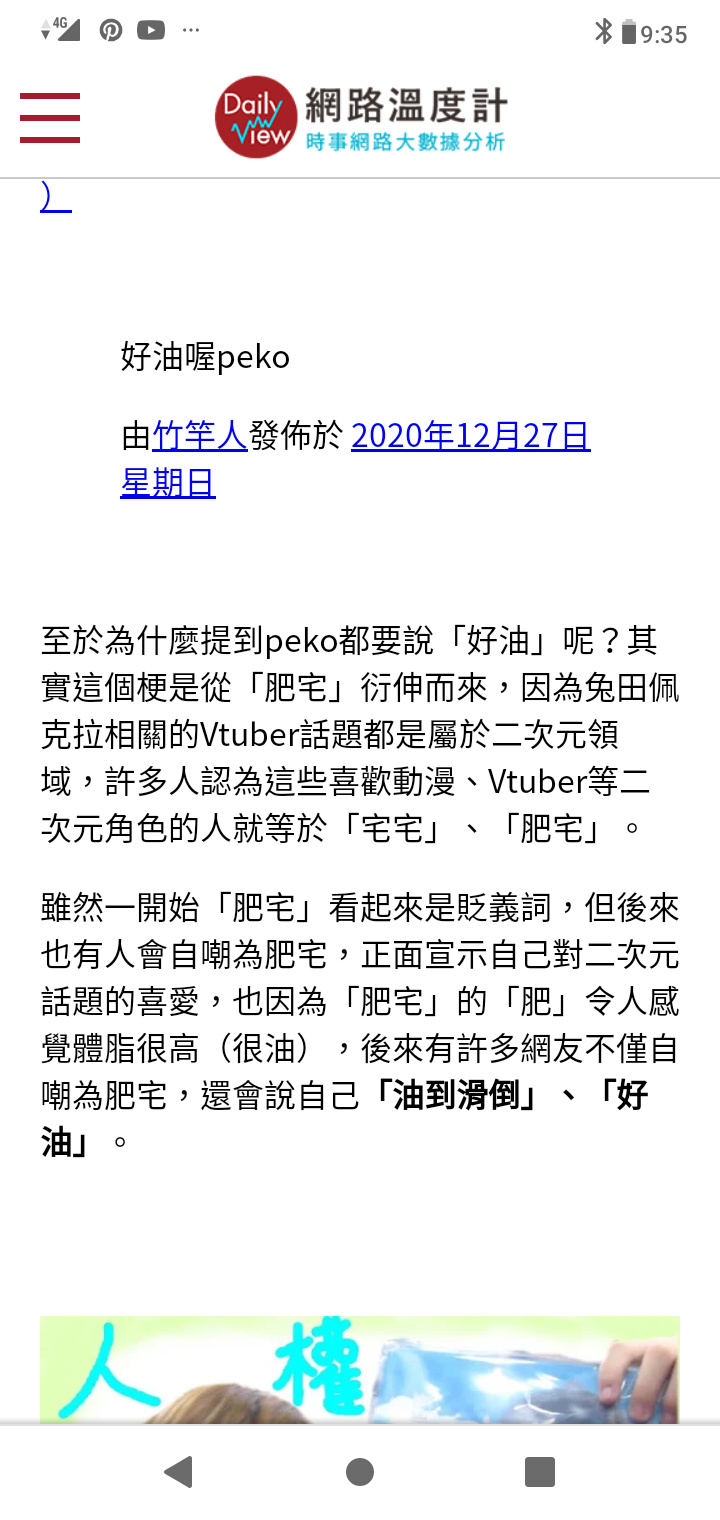 4G
9:35
Daily View
網路溫度計
時事網路大數據分析
）
好油喔peko
由竹竿人發佈於 2020年12月27日
星期日
至於為什麼提到peko都要說「好油」呢？其
實這個梗是從「肥宅」衍伸而來，因為兔田佩
克拉相關的Vtuber話題都是屬於二次元領
域，許多人認為這些喜歡動漫、Vtuber等二
次元角色的人就等於「宅宅」、「肥宅」。
雖然一開始「肥宅」看起來是貶義詞，但後來
也有人會自嘲為肥宅，正面宣示自己對二次元
話題的喜愛，也因為「肥宅」的「肥」令人感
覺體脂很高（很油），後來有許多網友不僅自
嘲為肥宅，還會說自己「油到滑倒」、「好
油」。
人權